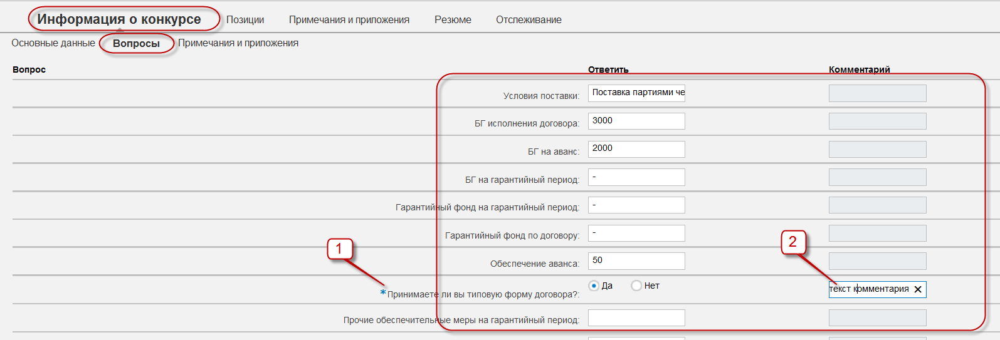 Информация о конкурсе Позиции Примечания и приложения Резюме Отслеживание
Основные данные Вопросы Примечания и приложения
Вопрос Ответить Комментарий
Условия поставки: Поставка партиями че
БГ исполнения договора: 3000
БГ на аванс: 2000
БГ на гарантийный период: -
Гарантийный фонд на гарантийный период: -
Гарантийный фонд по договору: -
1 2
Обеспечение аванса: 50
*Принимаете ли вы типовую форму договора?: Да Нет текст комментария ✕
Прочие обеспечительные меры на гарантийный период: